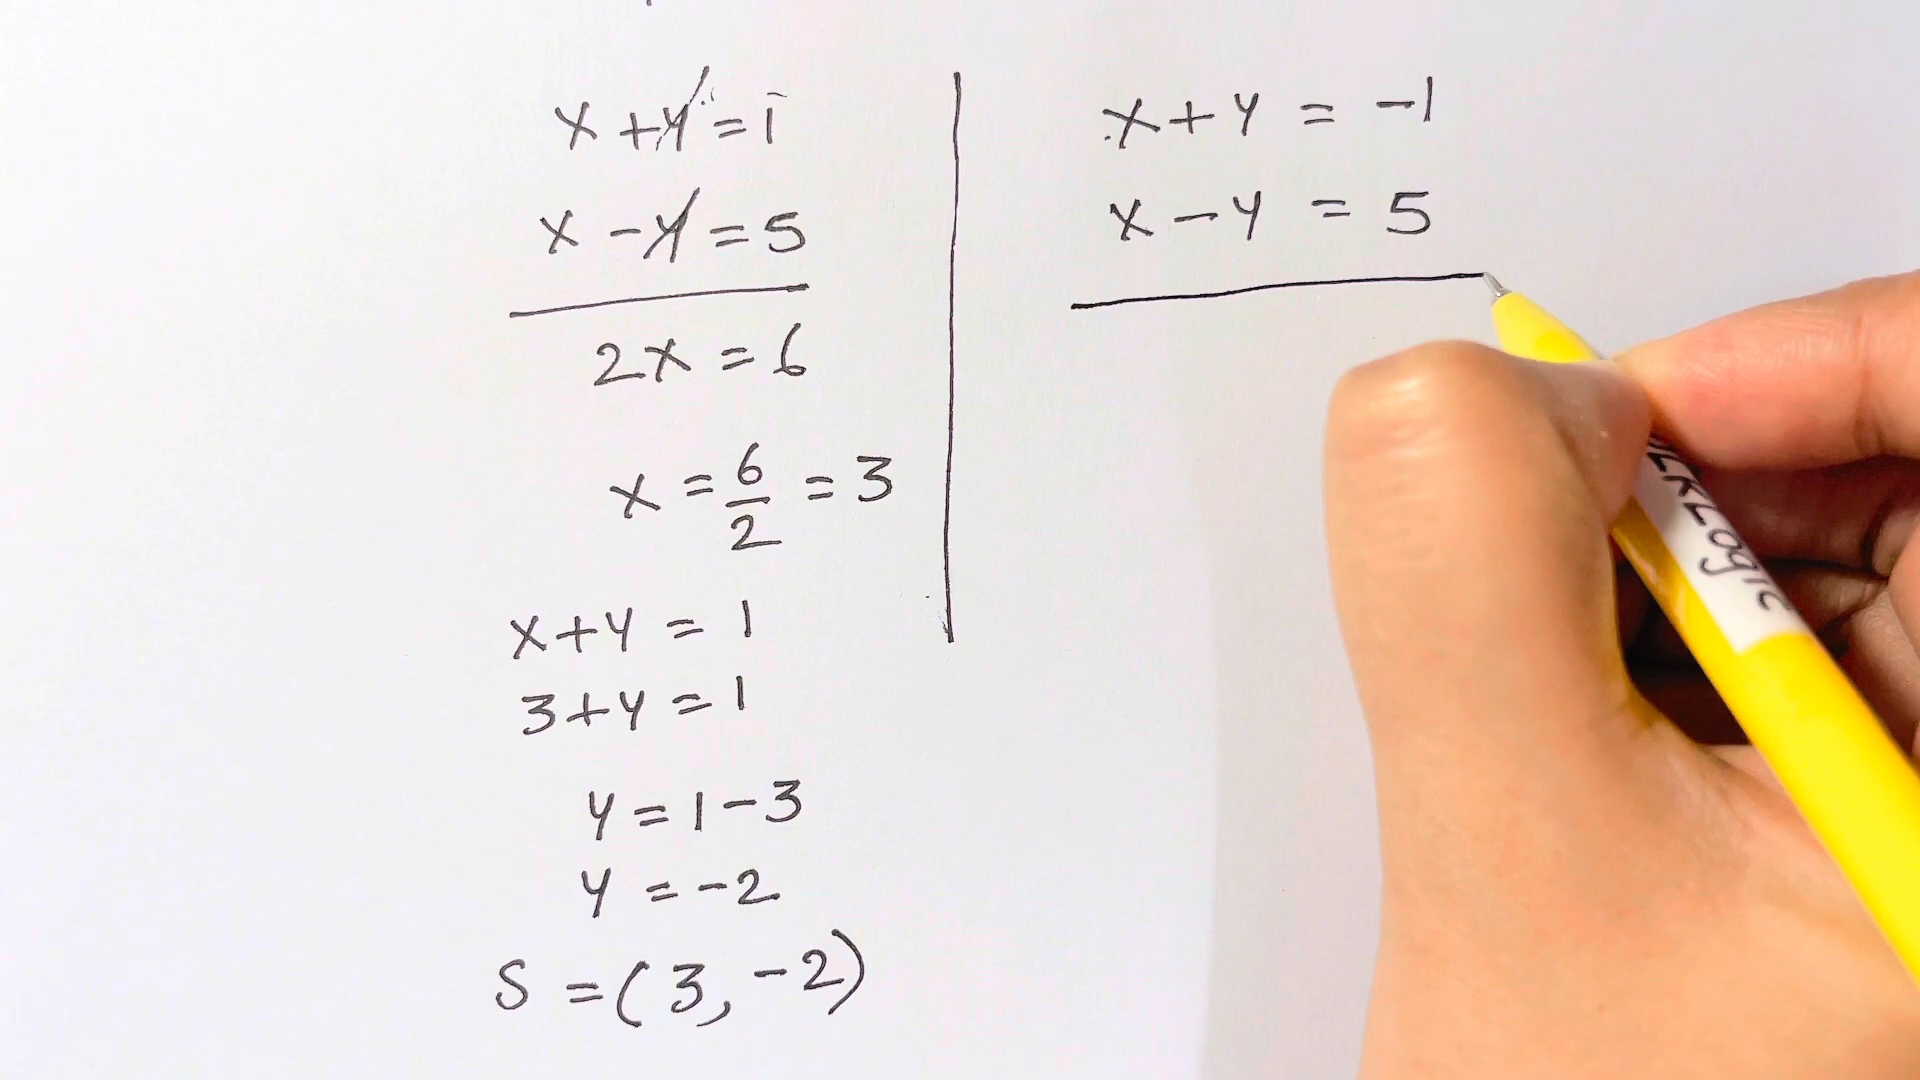 x + y = 1
x - y = 5
2x = 6
x = 6/2 = 3
x + y = 1
3 + y = 1
y = 1 - 3
y = -2
S = (3, -2)
x + y = -1
x - y = 5